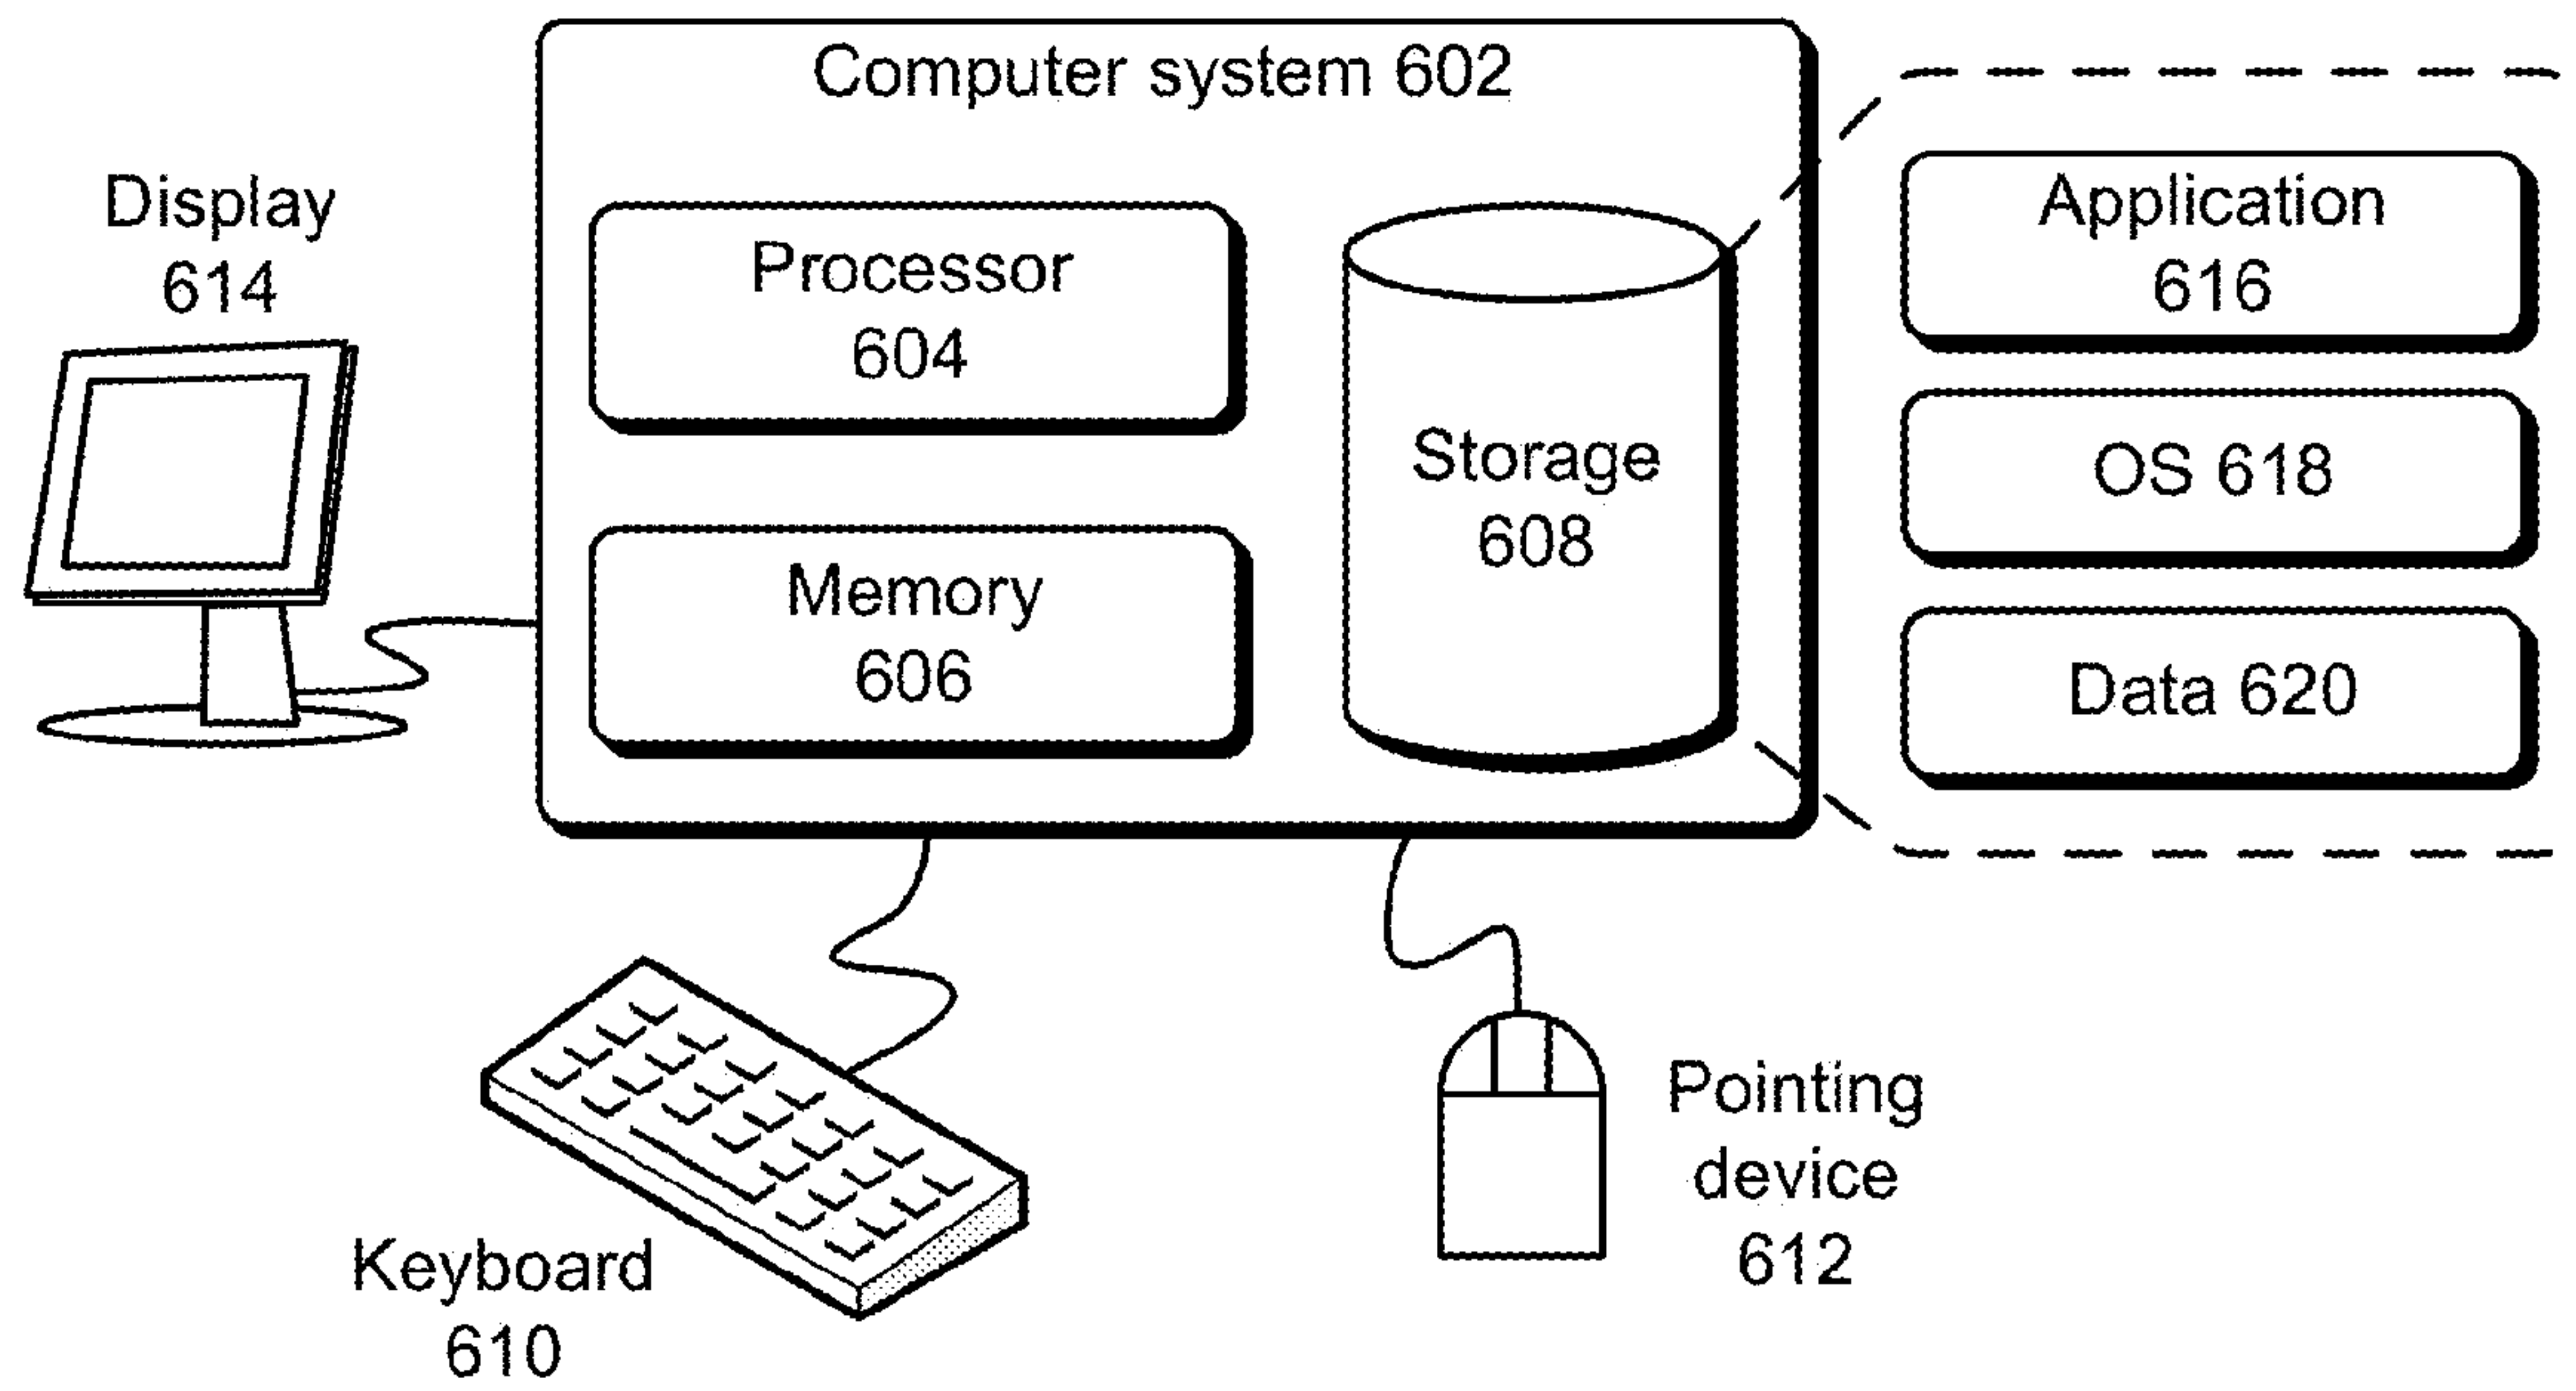 Computer system 602
Display
614
Processor
604
Memory
606
Storage
608
Application
616
OS 618
Data 620
Keyboard
610
Pointing
device
612